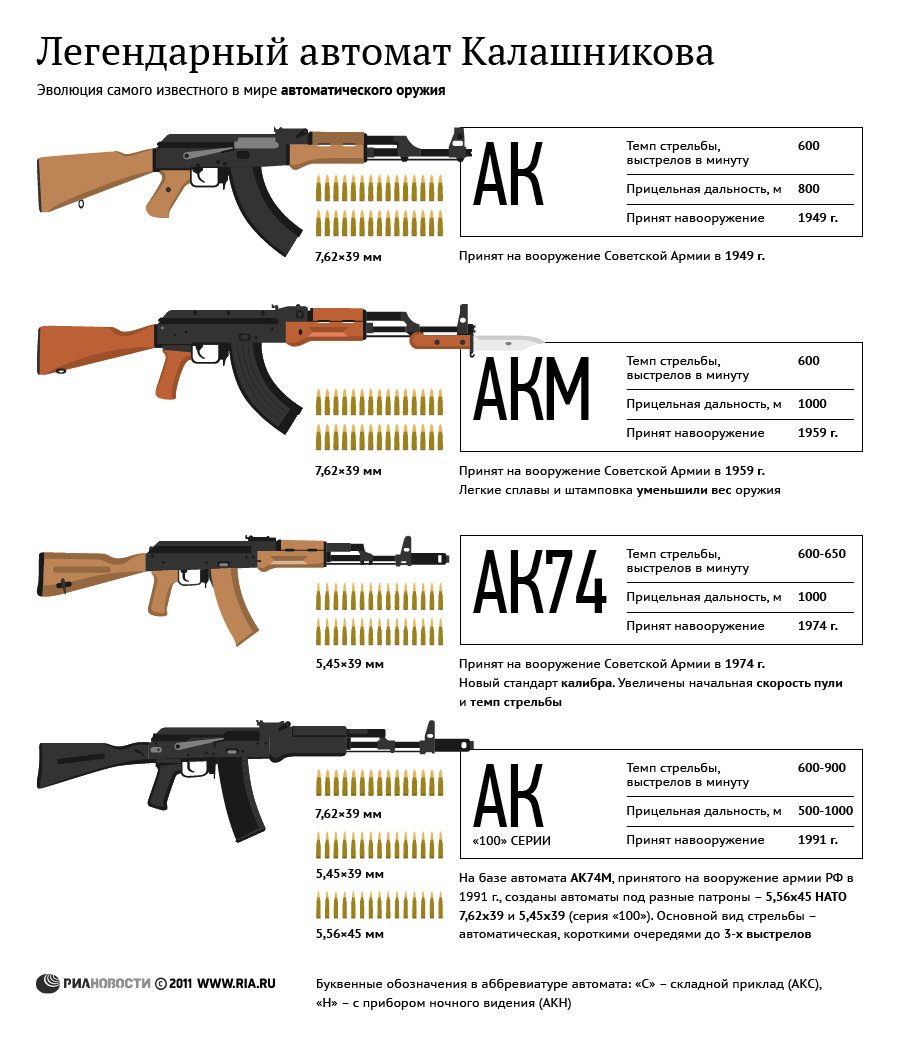 Легендарный автомат Калашникова
Эволюция самого известного в мире автоматического оружия
АК
Темп стрельбы,
выстрелов в минуту
600
Прицельная дальность, м
800
Принят навооружение
1949 г.
7,62×39 мм
Принят на вооружение Советской Армии в 1949 г.
АКМ
Темп стрельбы,
выстрелов в минуту
600
Прицельная дальность, м
1000
Принят навооружение
1959 г.
7,62×39 мм
Принят на вооружение Советской Армии в 1959 г.
Легкие сплавы и штамповка уменьшили вес оружия
АК74
Темп стрельбы,
выстрелов в минуту
600-650
Прицельная дальность, м
1000
Принят навооружение
1974 г.
5,45×39 мм
Принят на вооружение Советской Армии в 1974 г.
Новый стандарт калибра. Увеличены начальная скорость пули
и темп стрельбы
АК
«100» СЕРИИ
Темп стрельбы,
выстрелов в минуту
600-900
Прицельная дальность, м
500-1000
Принят навооружение
1991 г.
7,62×39 мм
5,45×39 мм
5,56×45 мм
На базе автомата АК74М, принятого на вооружение армии РФ в
1991 г., созданы автоматы под разные патроны – 5,56х45 НАТО
7,62х39 и 5,45х39 (серия «100»). Основной вид стрельбы –
автоматическая, короткими очередями до 3-х выстрелов
РИАНОВОСТИ © 2011 WWW.RIA.RU
Буквенные обозначения в аббревиатуре автомата: «С» – складной приклад (АКС),
«Н» – с прибором ночного видения (АКН)